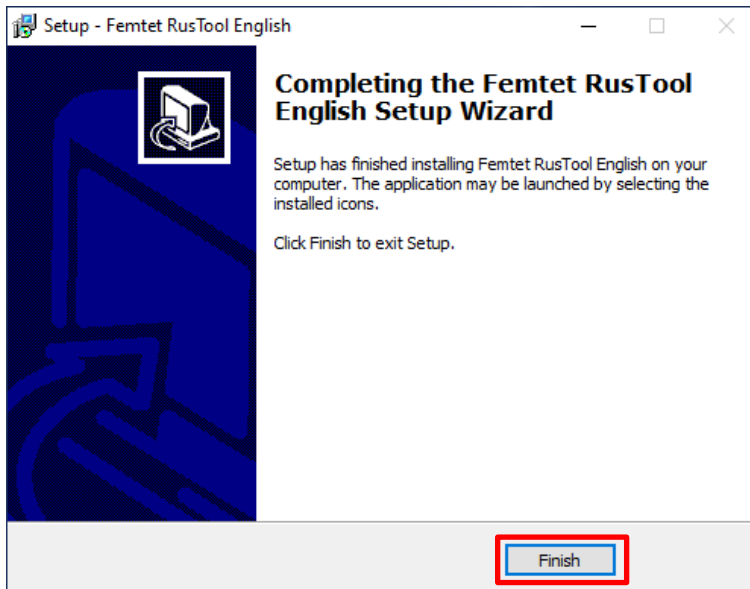 Setup - Femtet RusTool English
Completing the Femtet RusTool
English Setup Wizard
Setup has finished installing Femtet RusTool English on your
computer. The application may be launched by selecting the
installed icons.
Click Finish to exit Setup.
Finish